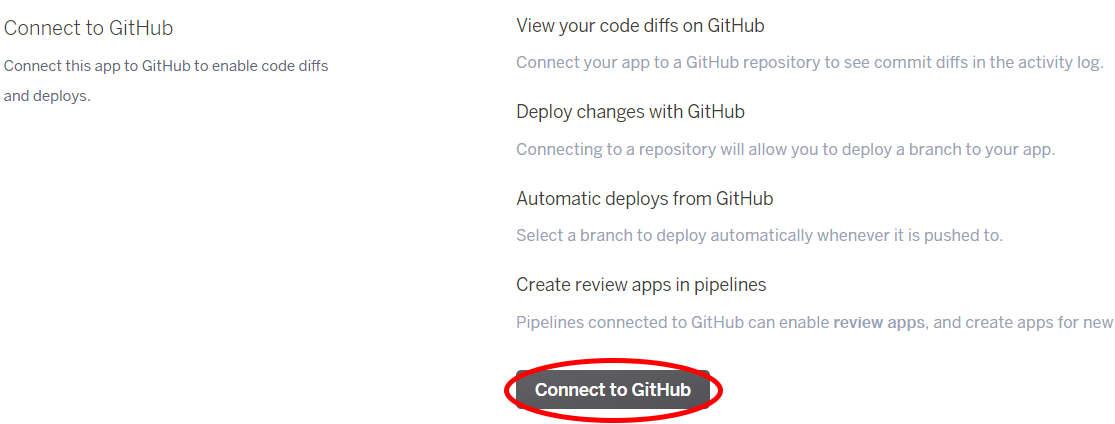 Connect to GitHub
Connect this app to GitHub to enable code diffs
and deploys.
View your code diffs on GitHub
Connect your app to a GitHub repository to see commit diffs in the activity log.
Deploy changes with GitHub
Connecting to a repository will allow you to deploy a branch to your app.
Automatic deploys from GitHub
Select a branch to deploy automatically whenever it is pushed to.
Create review apps in pipelines
Pipelines connected to GitHub can enable review apps, and create apps for new
Connect to GitHub